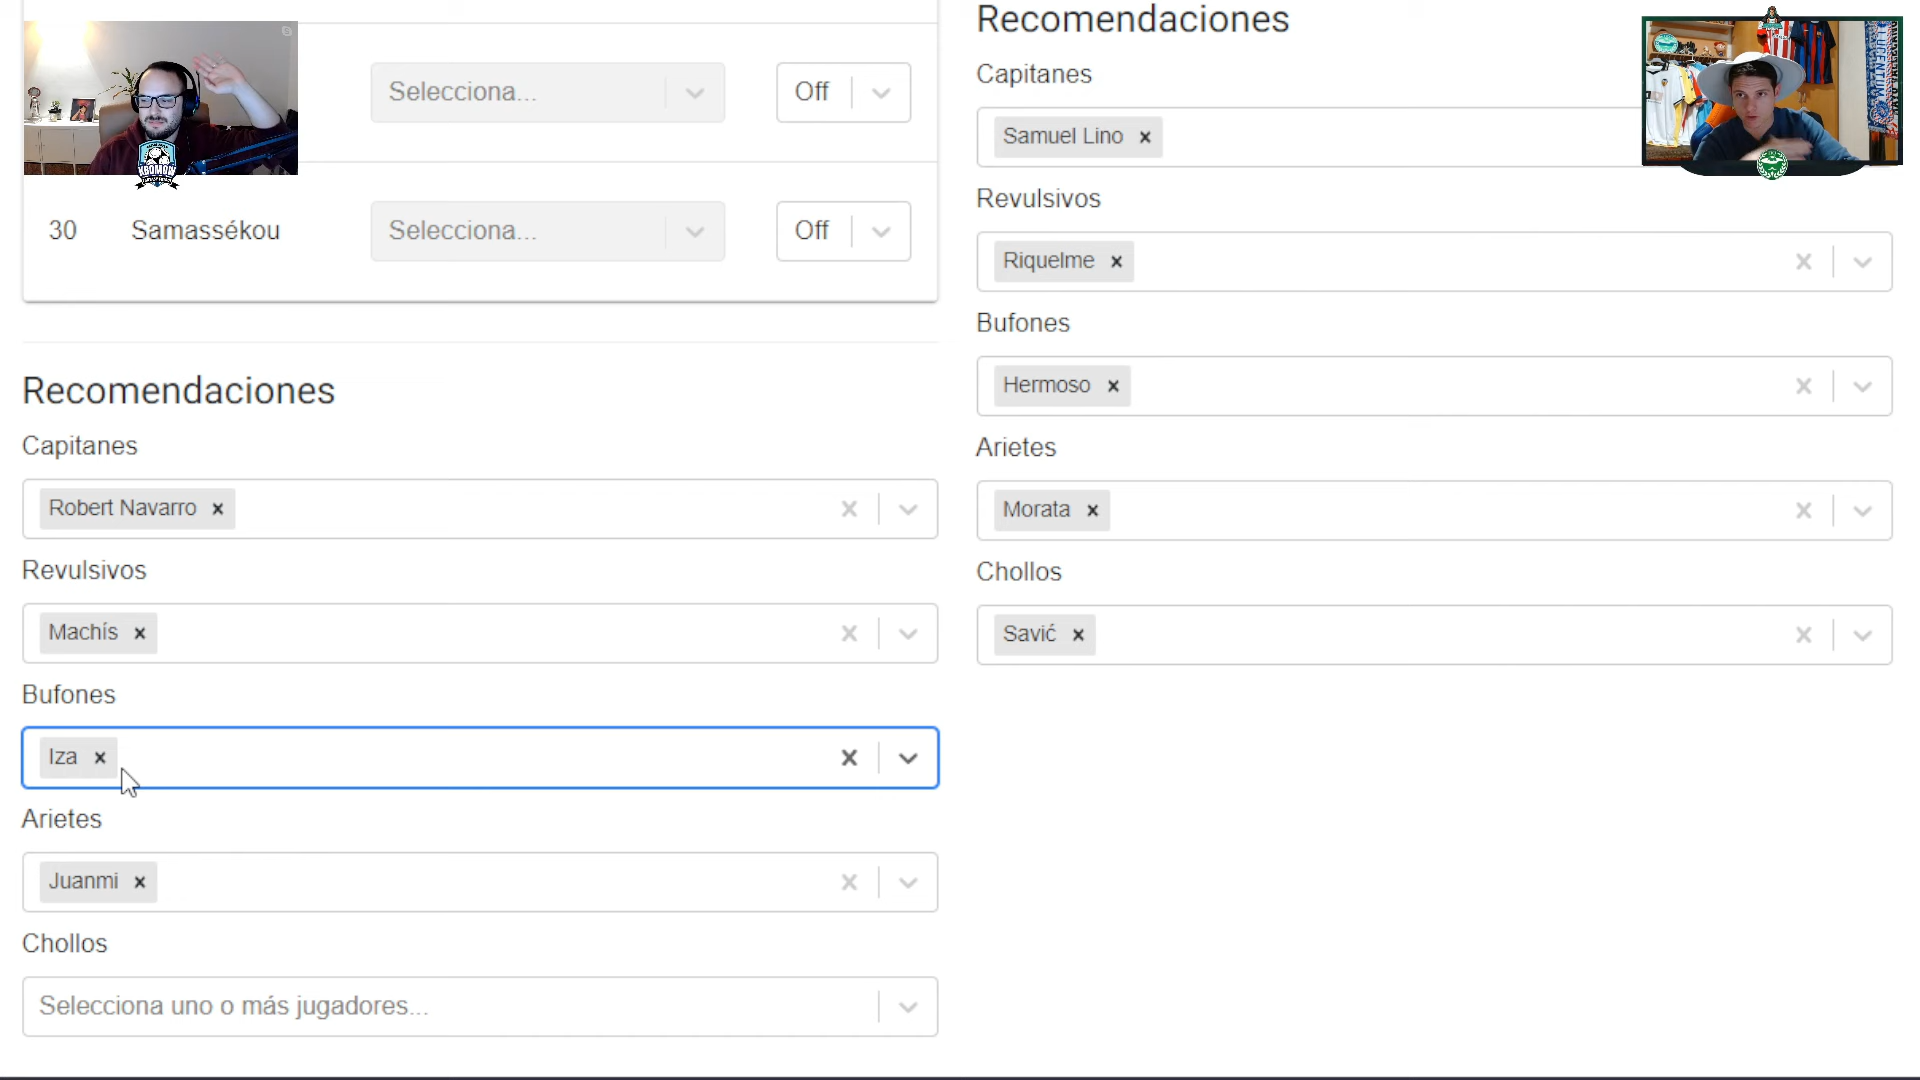 Selecciona...
Off
30
Samassékou
Selecciona...
Off
Recomendaciones
Capitanes
Robert Navarro
Revulsivos
Machís
Bufones
Iza
Arietes
Juanmi
Chollos
Selecciona uno o más jugadores...
Recomendaciones
Capitanes
Samuel Lino
Revulsivos
Riquelme
Bufones
Hermoso
Arietes
Morata
Chollos
Savić